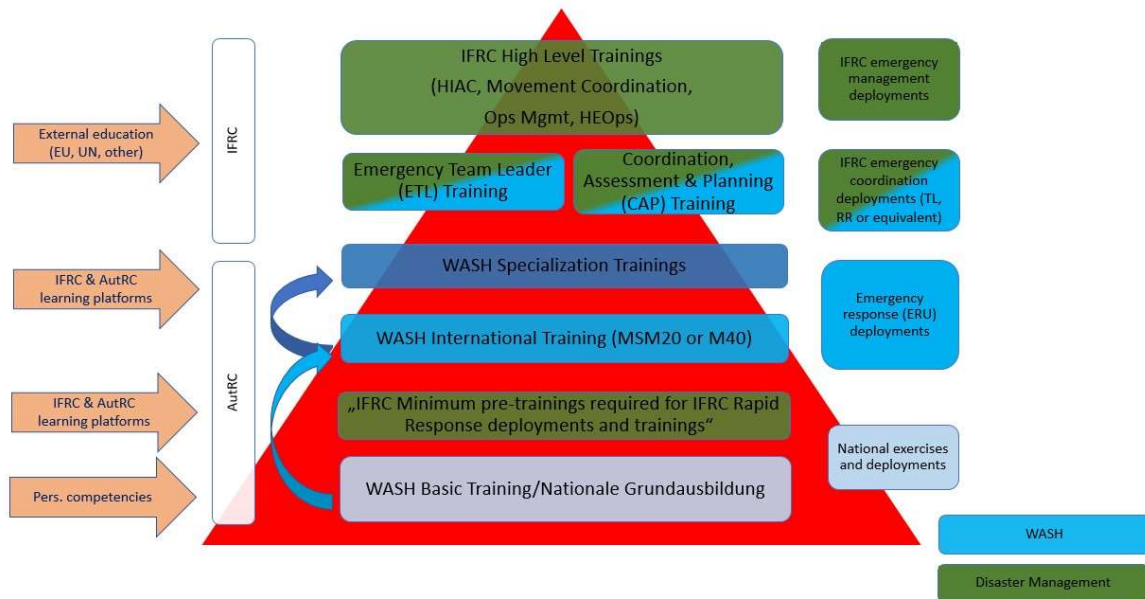 IFRC High Level Trainings
(HIAC, Movement Coordination,
Ops Mgmt, HEOps)
IFRC emergency
management
deployments
External education
(EU, UN, other)
IFRC
Emergency Team Leader
(ETL) Training
Coordination,
Assessment & Planning
(CAP) Training
IFRC emergency
coordination
deployments (TL,
RR or equivalent)
IFRC & AutRC
learning platforms
WASH Specialization Trainings
Emergency
response (ERU)
deployments
WASH International Training (MSM20 or M40)
AutRC
IFRC & AutRC
learning platforms
„IFRC Minimum pre-trainings required for IFRC Rapid
Response deployments and trainings“
National exercises
and deployments
Pers. competencies
WASH Basic Training/Nationale Grundausbildung
WASH
Disaster Management